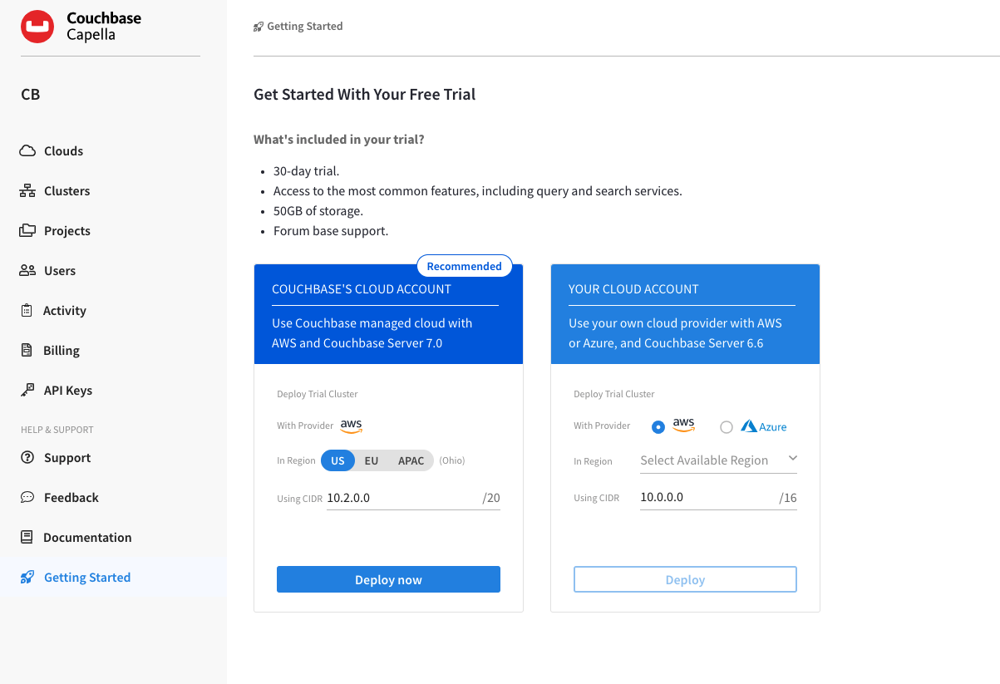 Couchbase
Capella
CB
Clouds
Clusters
Projects
Users
Activity
Billing
API Keys
HELP & SUPPORT
Support
Feedback
Documentation
Getting Started
Getting Started
Get Started With Your Free Trial
What's included in your trial?
• 30-day trial.
• Access to the most common features, including query and search services.
• 50GB of storage.
• Forum base support.
Recommended
COUCHBASE'S CLOUD ACCOUNT
Use Couchbase managed cloud with
AWS and Couchbase Server 7.0
Deploy Trial Cluster
With Provider aws
In Region US EU APAC (Ohio)
Using CIDR 10.2.0.0 /20
Deploy now
YOUR CLOUD ACCOUNT
Use your own cloud provider with AWS
or Azure, and Couchbase Server 6.6
Deploy Trial Cluster
With Provider aws Azure
In Region Select Available Region
Using CIDR 10.0.0.0 /16
Deploy